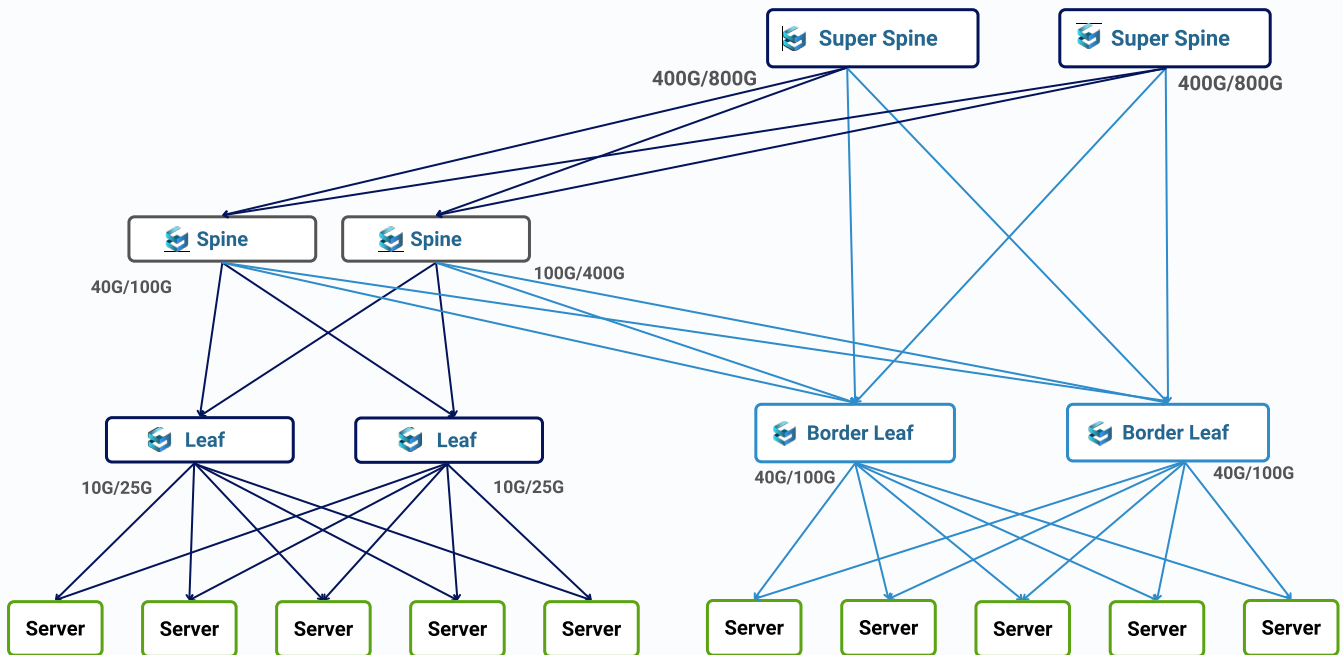 Super Spine
Super Spine
400G/800G
400G/800G
Spine
Spine
40G/100G
100G/400G
Leaf
Leaf
Border Leaf
Border Leaf
10G/25G
10G/25G
40G/100G
40G/100G
Server
Server
Server
Server
Server
Server
Server
Server
Server
Server